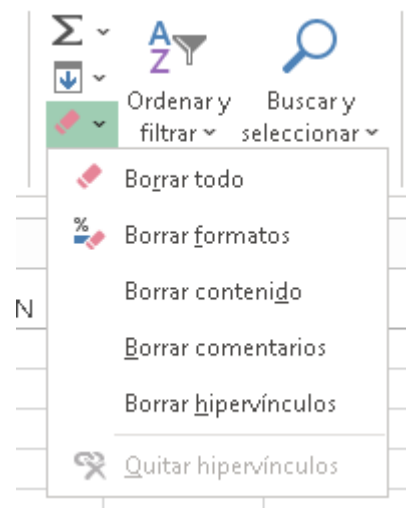 Σ
A
Z
Ordenar y
filtrar
Buscar y
seleccionar
Borrar todo
%
Borrar formatos
N
Borrar contenido
Borrar comentarios
Borrar hipervínculos
Quitar hipervínculos